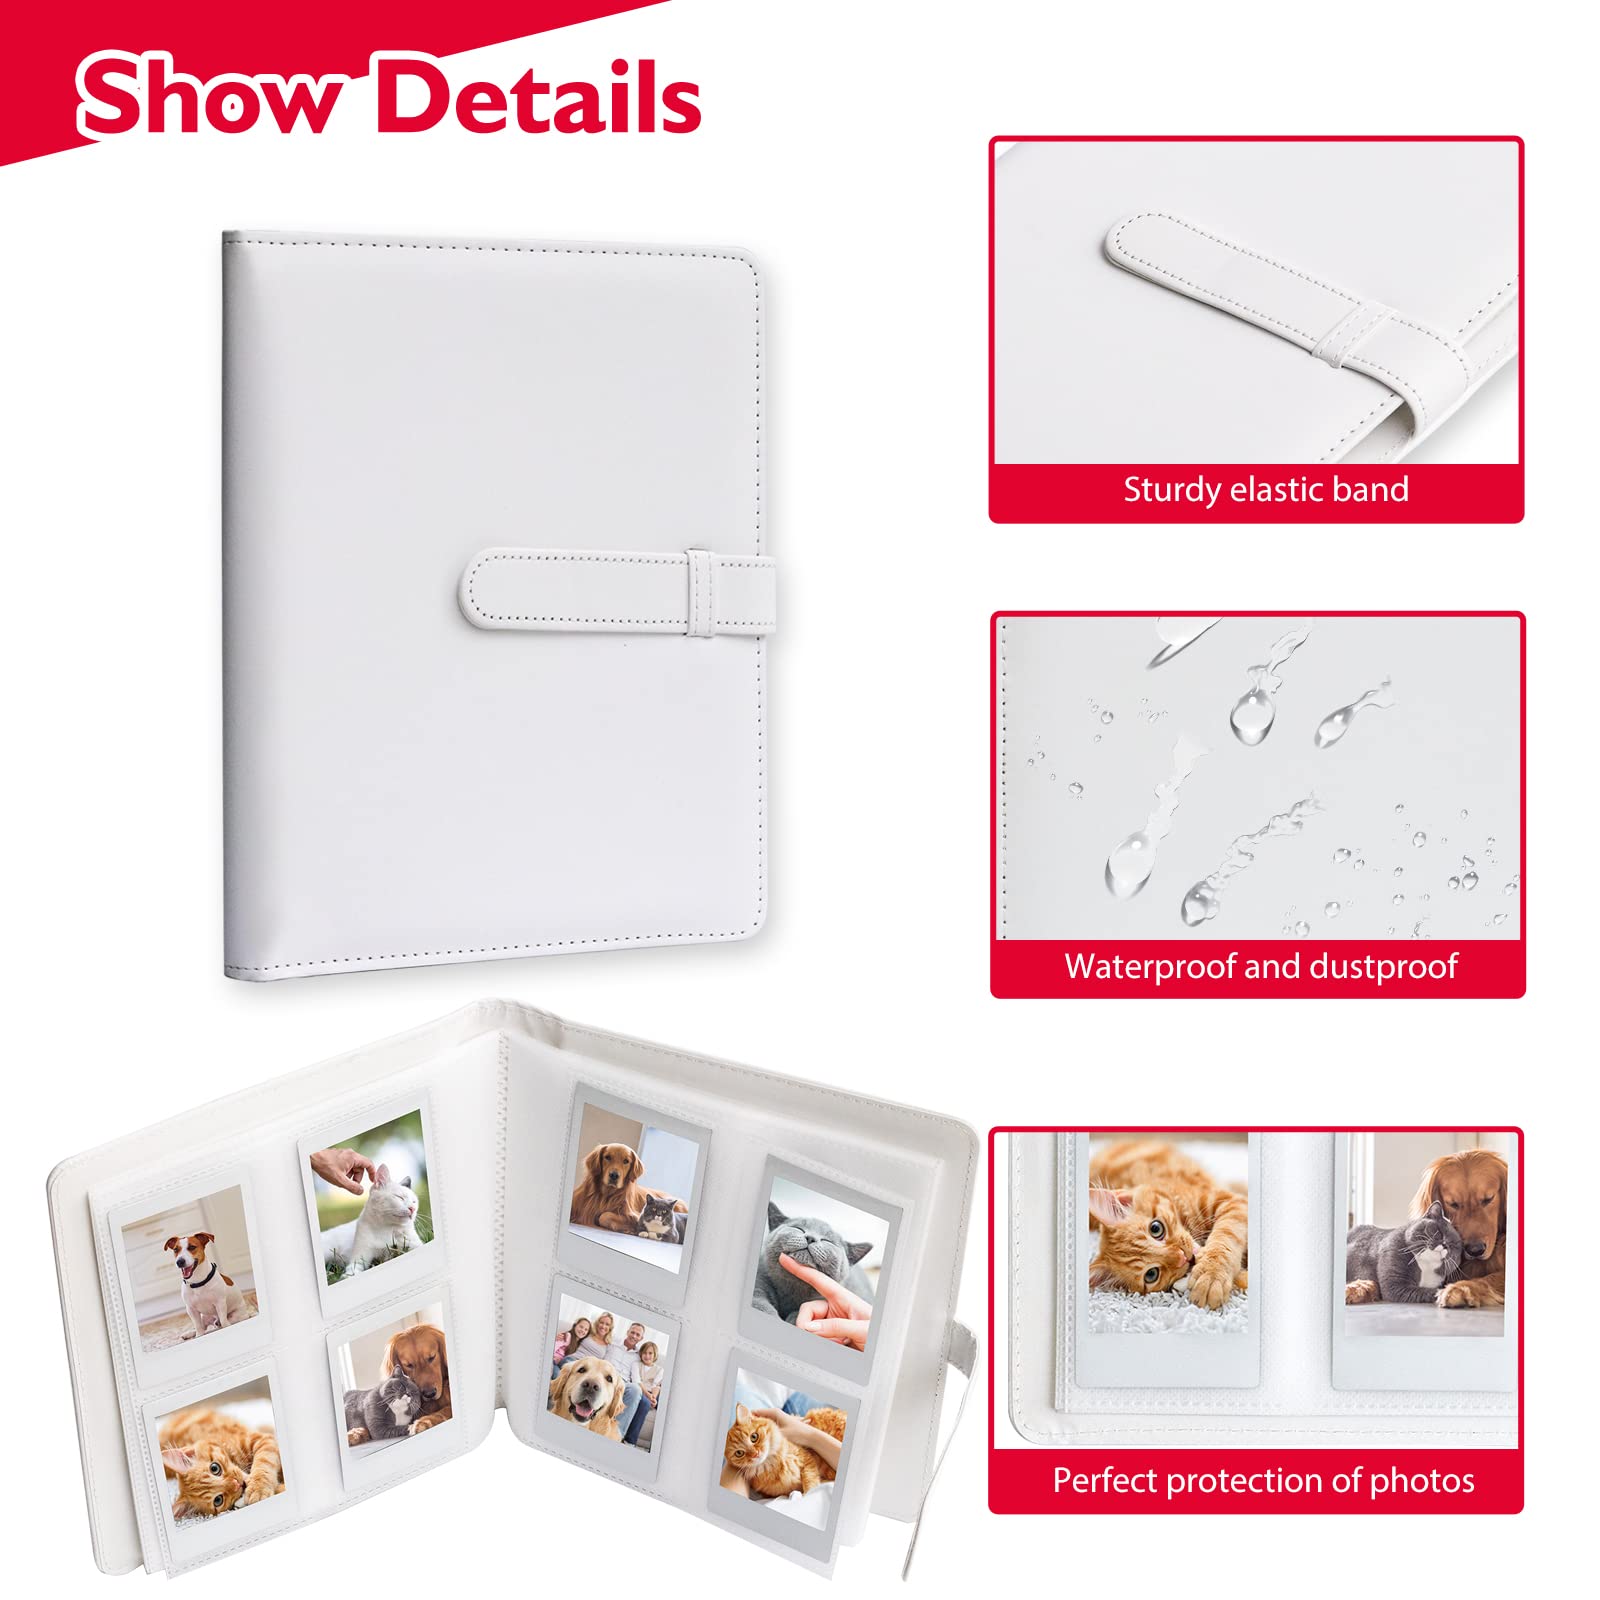 Show Details
Sturdy elastic band
Waterproof and dustproof
Perfect protection of photos